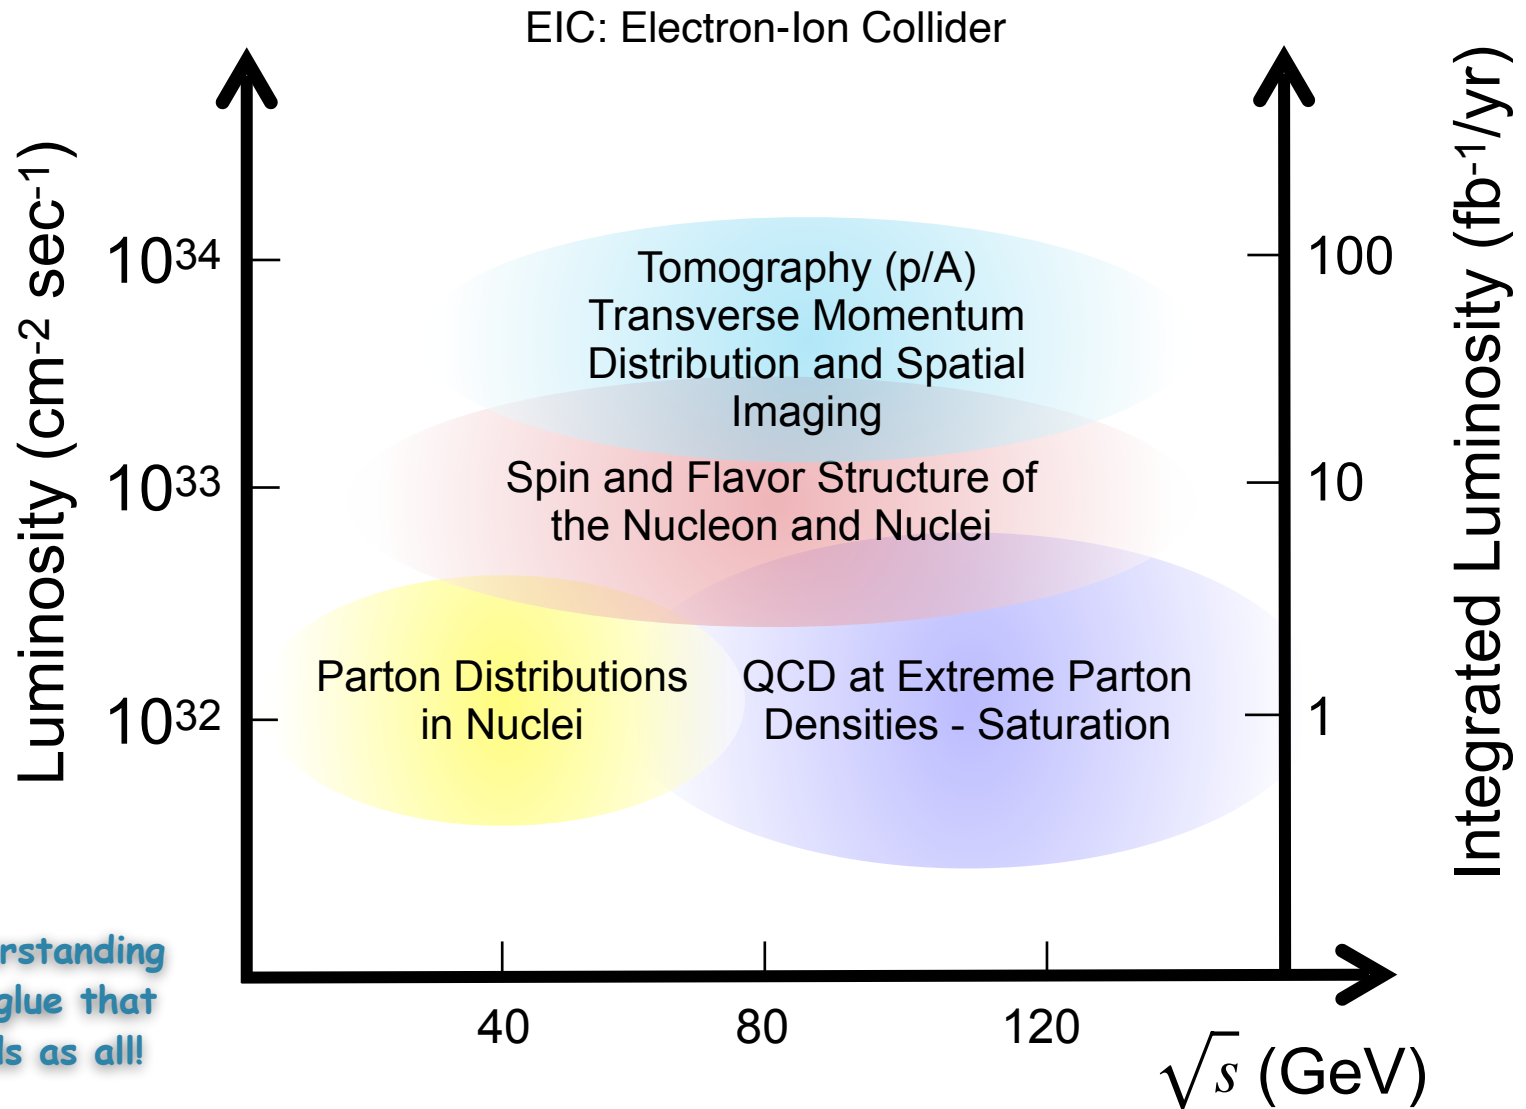 EIC: Electron-Ion Collider
Luminosity (cm-2 sec-1)
Integrated Luminosity (fb-1/yr)
1034
1033
1032
100
10
1
Tomography (p/A)
Transverse Momentum
Distribution and Spatial
Imaging
Spin and Flavor Structure of
the Nucleon and Nuclei
Parton Distributions
in Nuclei
QCD at Extreme Parton
Densities - Saturation
rstanding
glue that
ls as all!
40
80
120
√s (GeV)